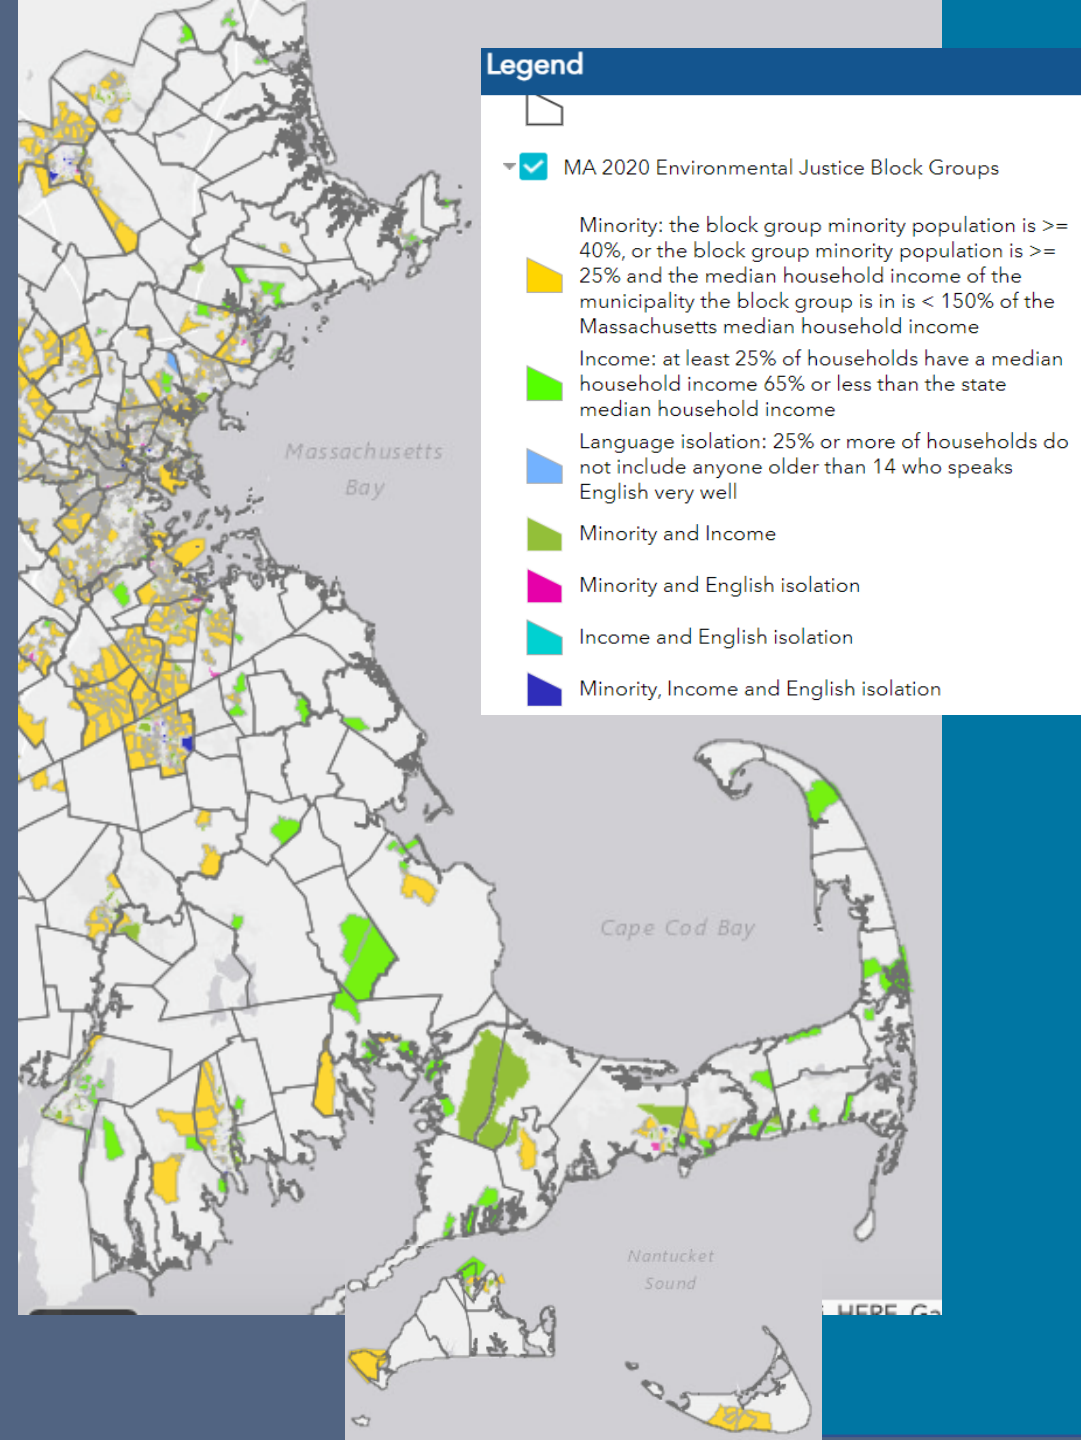 Legend
MA 2020 Environmental Justice Block Groups
Minority: the block group minority population is >=
40%, or the block group minority population is >=
25% and the median household income of the
municipality the block group is in is < 150% of the
Massachusetts median household income
Income: at least 25% of households have a median
household income 65% or less than the state
median household income
Language isolation: 25% or more of households do
not include anyone older than 14 who speaks
English very well
Minority and Income
Minority and English isolation
Income and English isolation
Minority, Income and English isolation
Massachusetts
Bay
Cape Cod Bay
Nantucket
Sound
HERE, Ga